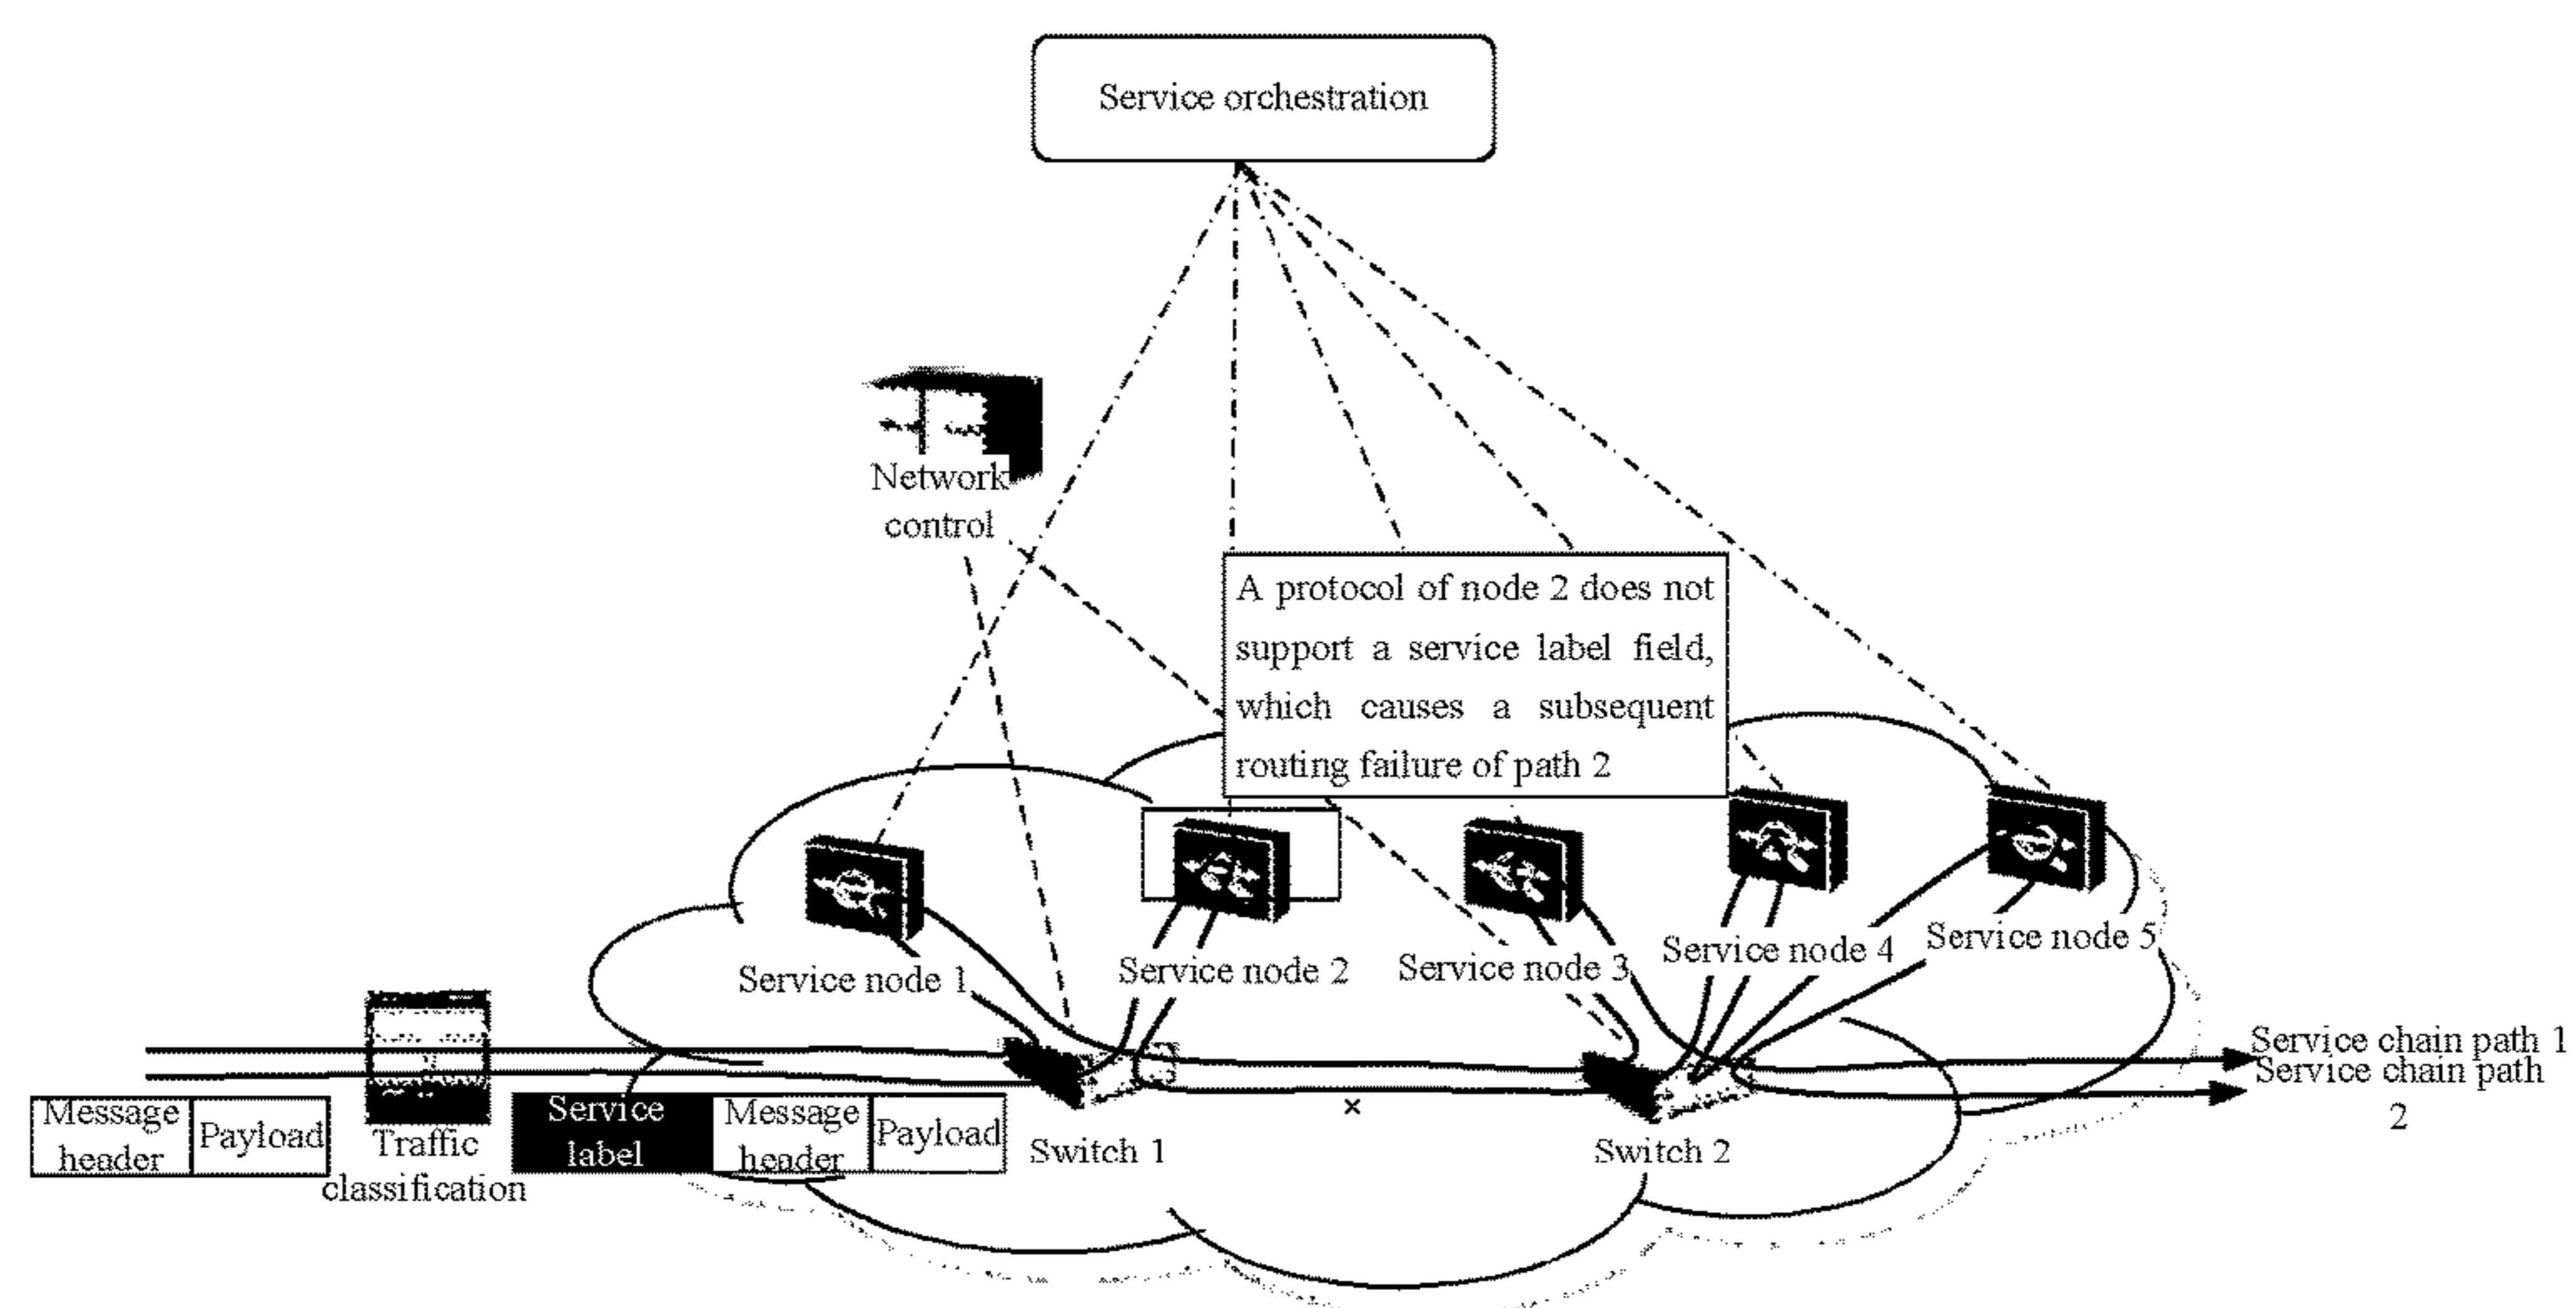 Service orchestration
Network
control
A protocol of node 2 does not
support a service label field,
which causes a subsequent
routing failure of path 2
Service node 1
Service node 2
Service node 3
Service node 4
Service node 5
Service chain path 1
Service chain path
2
Message
header
Payload
Traffic
classification
Service
label
Message
header
Payload
Switch 1
×
Switch 2